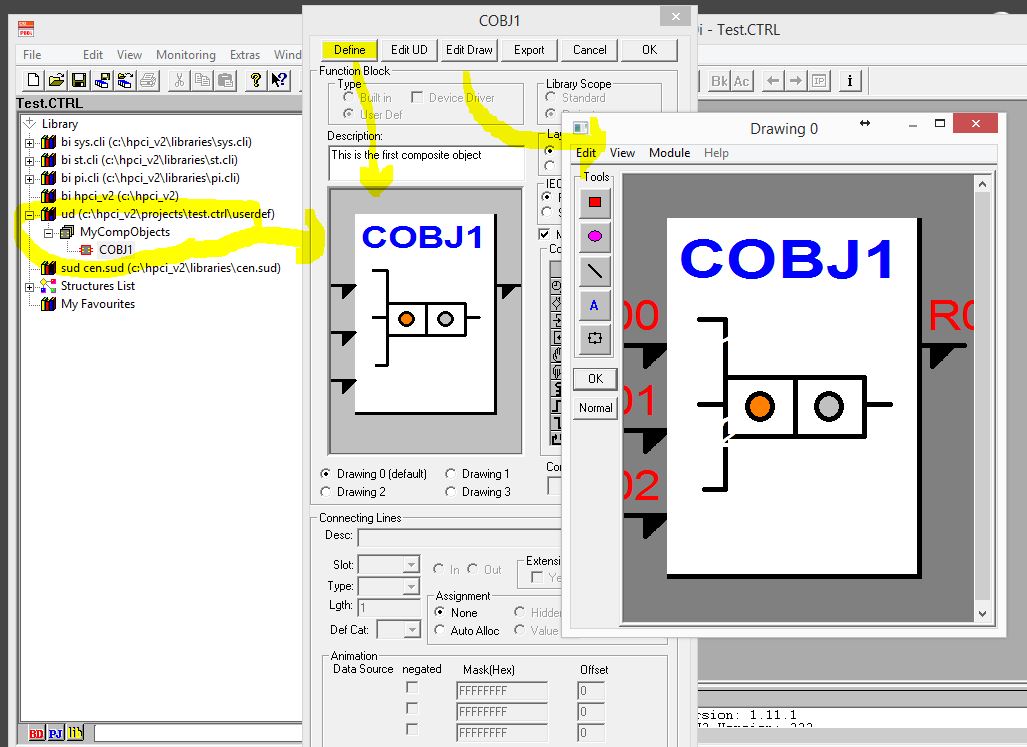 COBJ1
i - Test.CTRL
File Edit View Monitoring Extras Wind
Define Edit UD Edit Draw Export Cancel OK
Bk Ac IP i
Test.CTRL
Library
bi sys.cli (c:\hpci_v2\libraries\sys.cli)
bi st.cli (c:\hpci_v2\libraries\st.cli)
bi pi.cli (c:\hpci_v2\libraries\pi.cli)
bi hpci_v2 (c:\hpci_v2)
ud (c:\hpci_v2\projects\test.ctrl\userdef)
MyCompObjects
COBJ1
sud cen.sud (c:\hpci_v2\libraries\cen.sud)
Structures List
My Favourites
BD PJ lib
Function Block
Type
Built in Device Driver
User Def
Library Scope
Standard
Description:
This is the first composite object
IEC
COBJ1
Drawing 0 (default) Drawing 1
Drawing 2 Drawing 3
Connecting Lines
Desc:
Slot: In Out
Extensi
Ye
Type:
Lgth: 1
Assignment
None Hidden
Def Cat: Auto Alloc Value
Animation
Data Source negated Mask(Hex) Offset
FFFFFFFF 0
FFFFFFFF 0
FFFFFFFF 0
Drawing 0
Edit View Module Help
Tools
A
OK
Normal
COBJ1
00
R0
01
02
rsion: 1.11.1